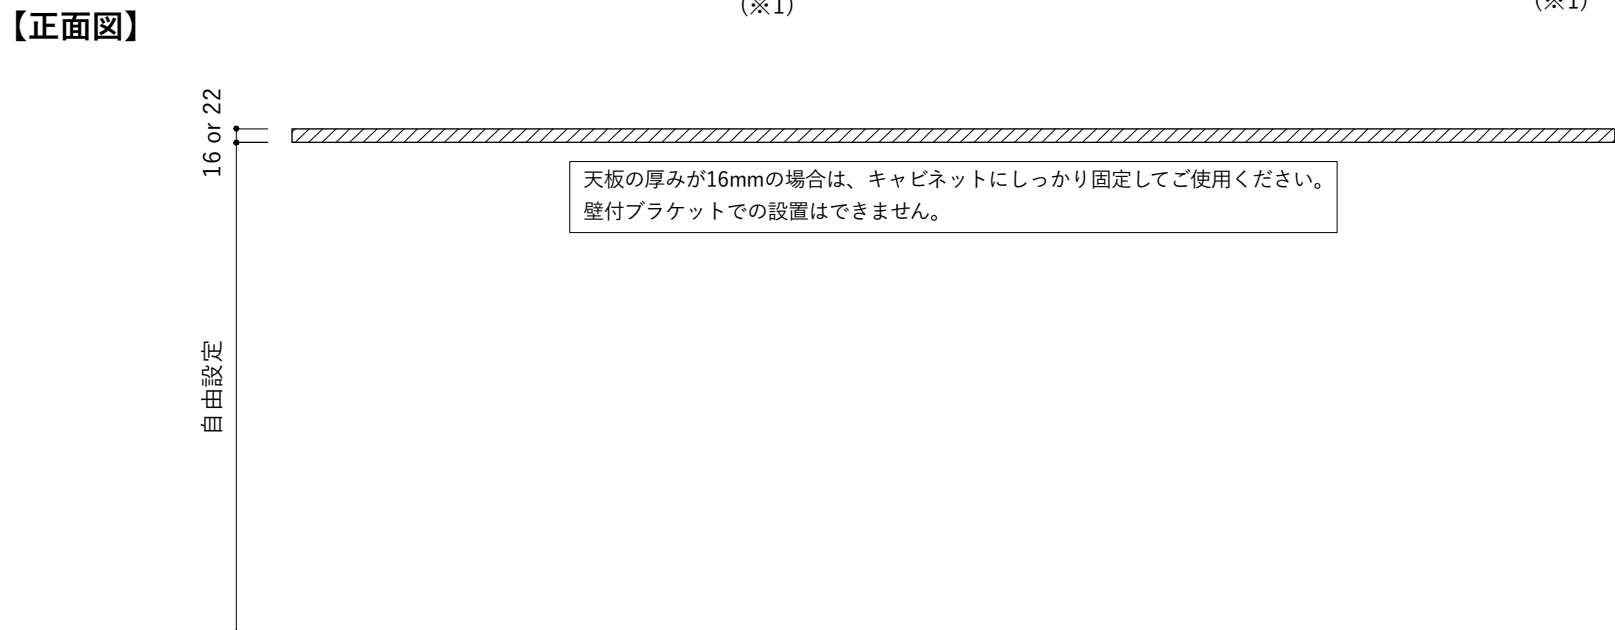 (※1)
(※1)
【正面図】
16 or 22
天板の厚みが16mmの場合は、キャビネットにしっかり固定してご使用ください。
壁付ブラケットでの設置はできません。
自由設定